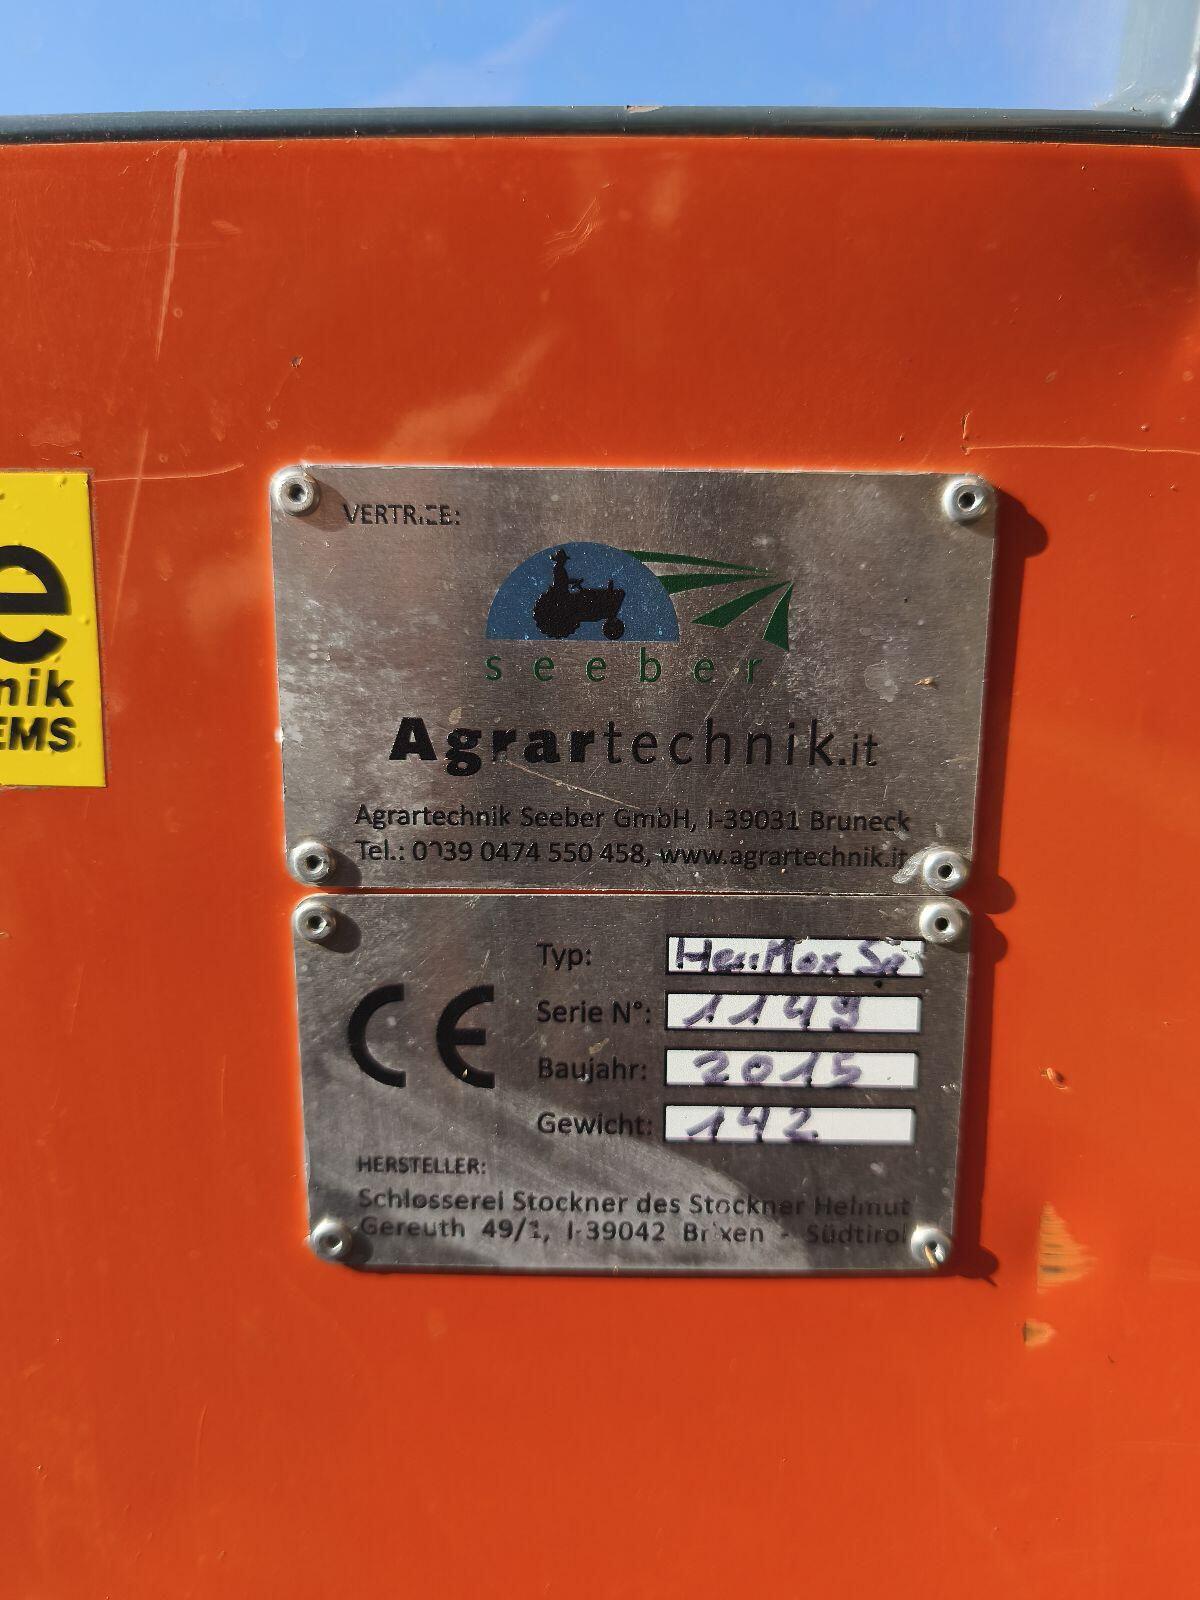 e
nik
EMS
VERTRIEB:
seeber
Agrartechnik.it
Agrartechnik Seeber GmbH, I-39031 Bruneck
Tel.: 0039 0474 550 458, www.agrartechnik.it
CE
Typ:
Serie N°: 1149
Baujahr: 2015
Gewicht: 142
HERSTELLER:
Schlosserei Stockner des Stockner Helmut
Gereuth 49/1, I-39042 Brixen - Südtirol